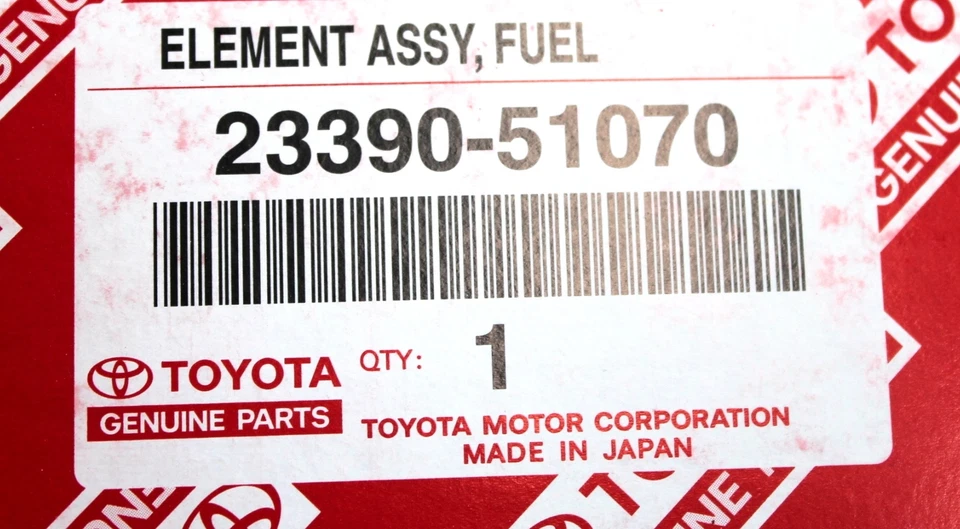 ELEMENT ASSY, FUEL
23390-51070
QTY: 1
TOYOTA
GENUINE PARTS
TOYOTA MOTOR CORPORATION
MADE IN JAPAN